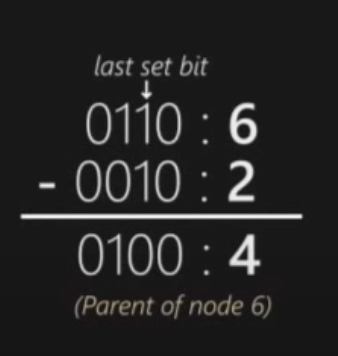 last set bit
↓
0110 : 6
- 0010 : 2
0100 : 4
(Parent of node 6)